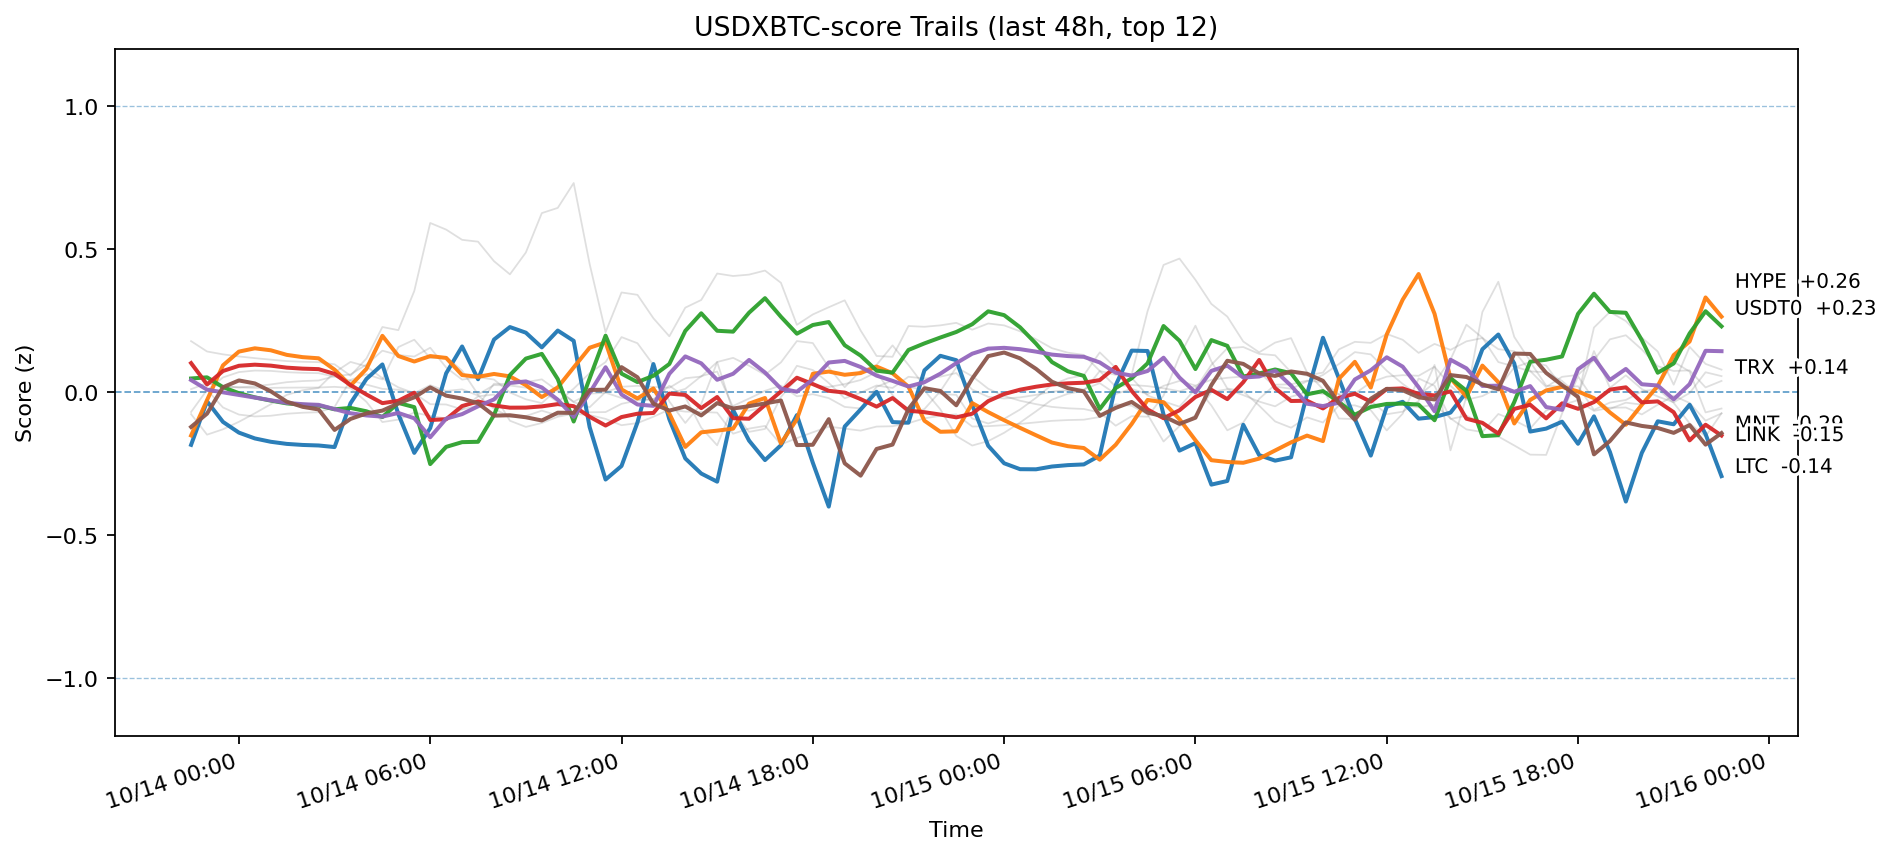 USDXBTC-score Trails (last 48h, top 12)
Score (z)
1.0
0.5
0.0
−0.5
−1.0
HYPE +0.26
USDT0 +0.23
TRX +0.14
MNT -0.29
LINK -0.15
LTC -0.14
10/14 00:00
10/14 06:00
10/14 12:00
10/14 18:00
10/15 00:00
10/15 06:00
10/15 12:00
10/15 18:00
10/16 00:00
Time